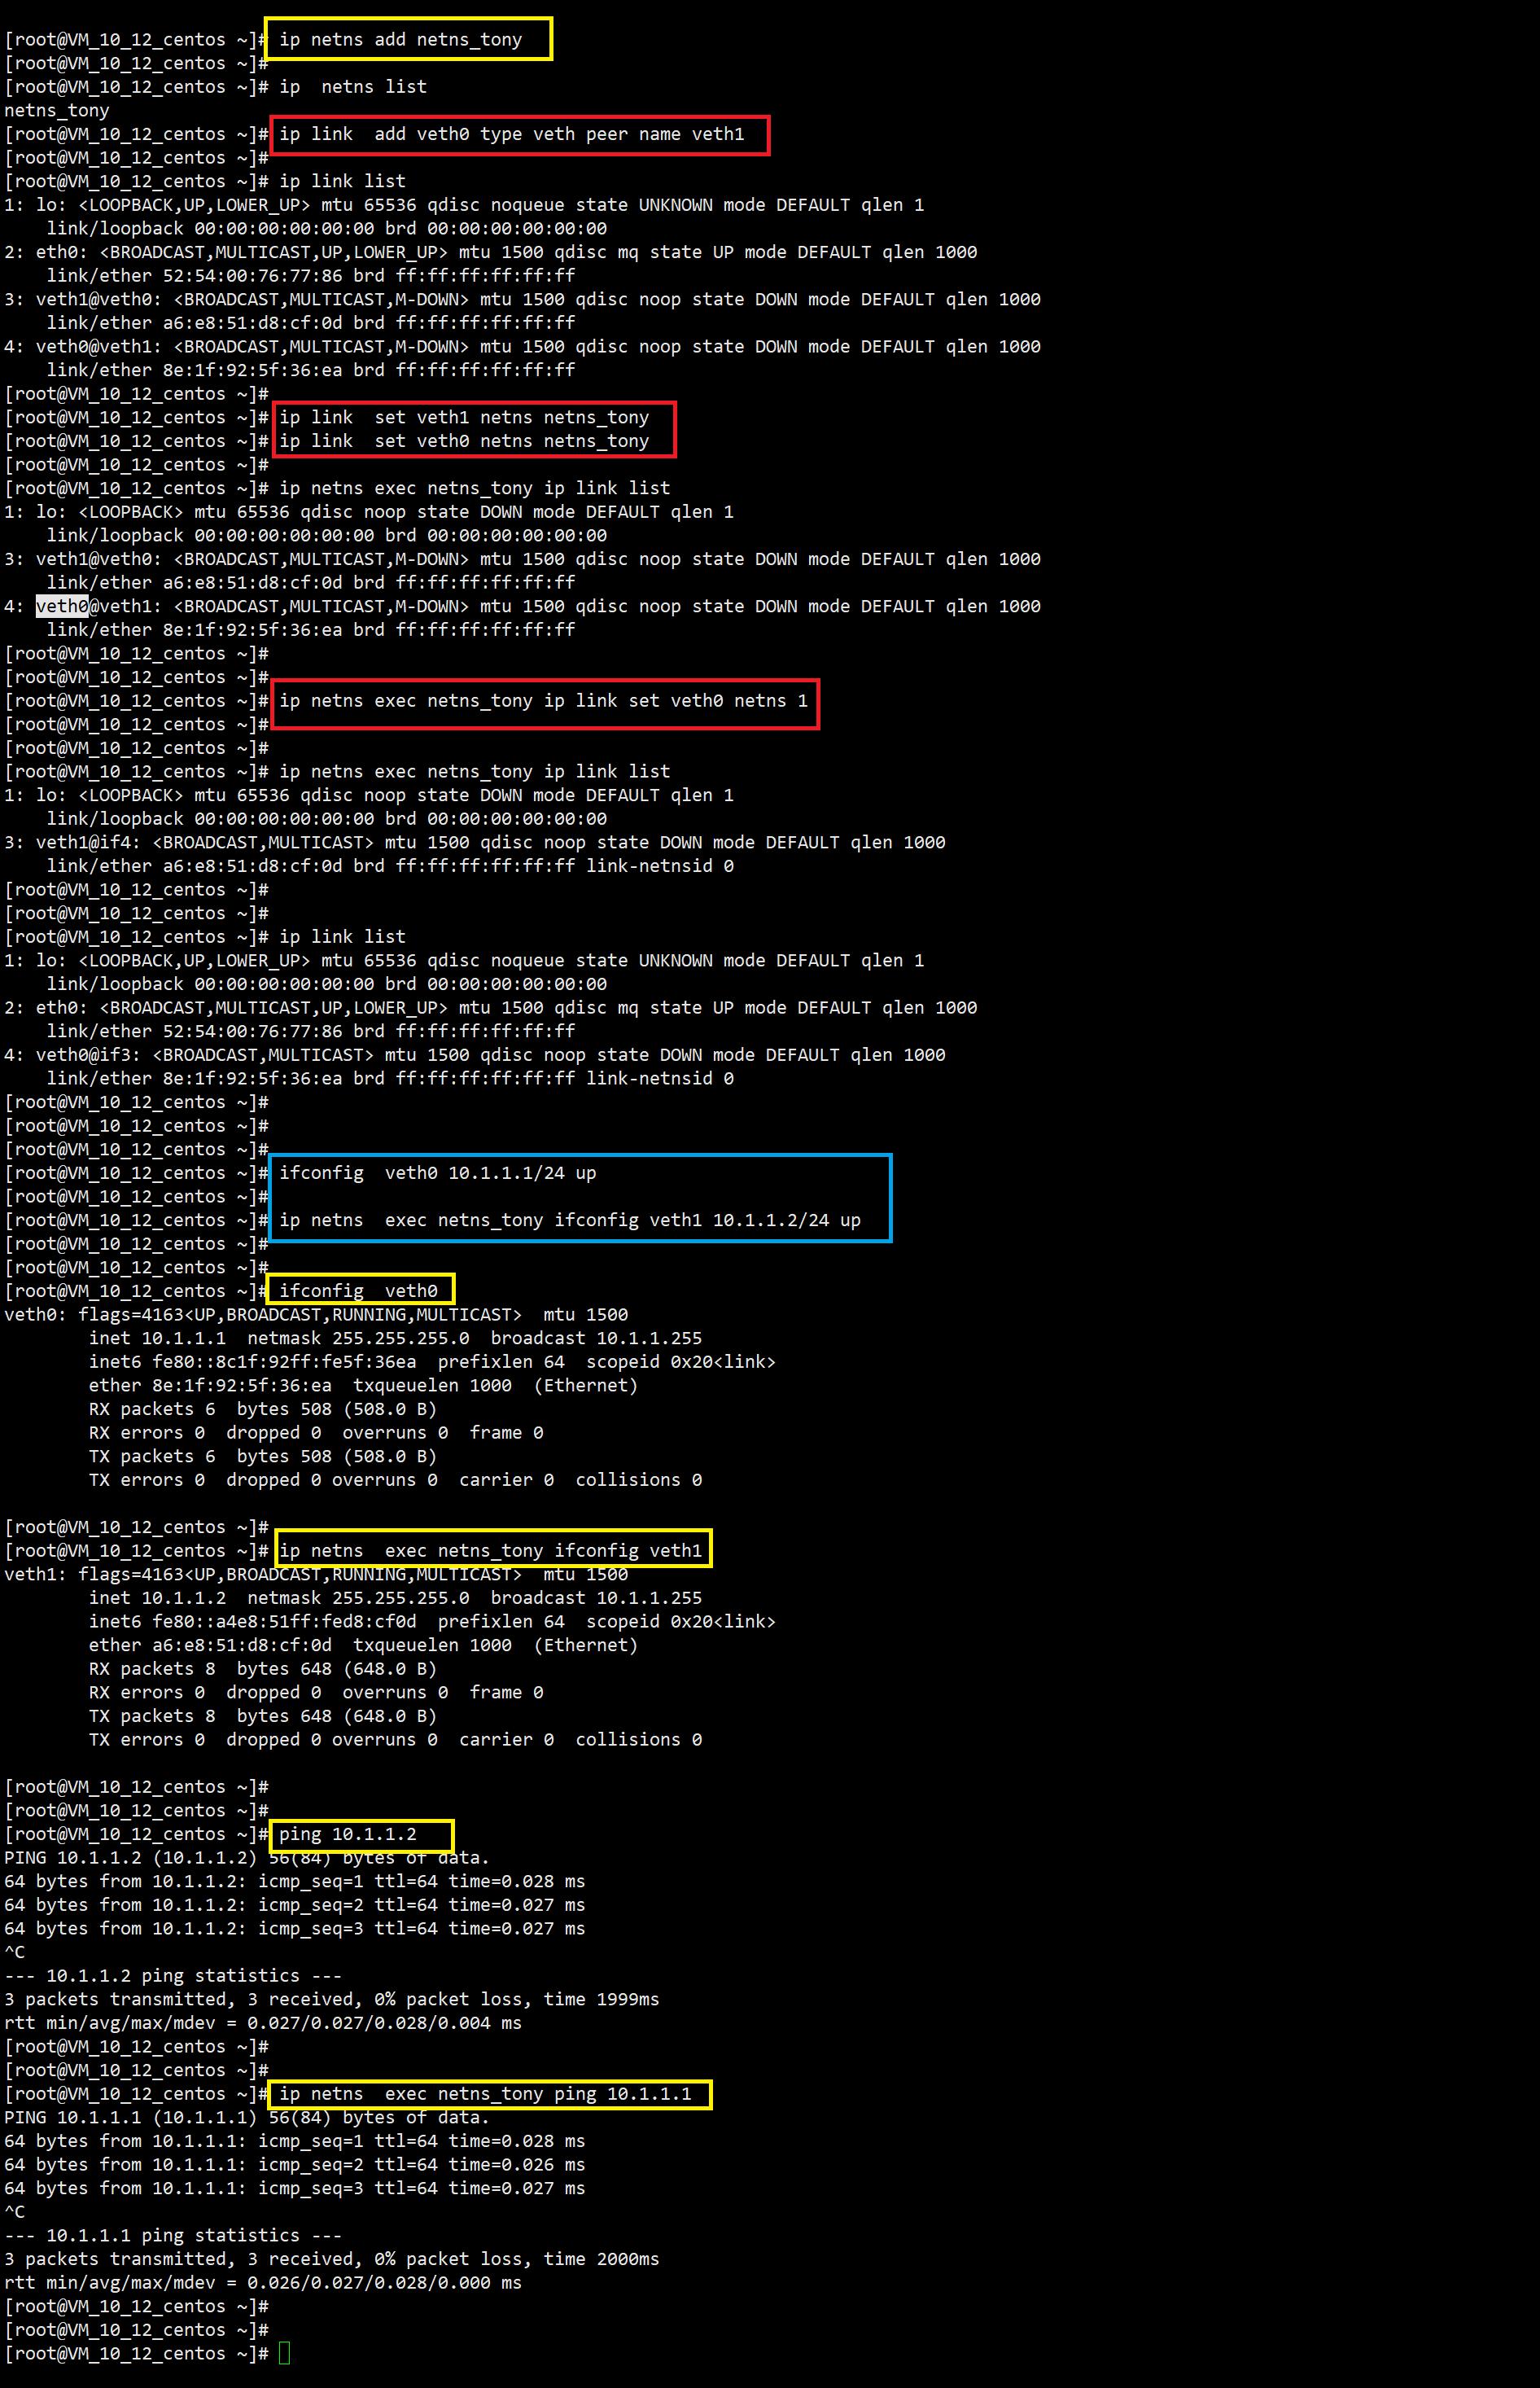 [root@VM_10_12_centos ~]# ip netns add netns_tony
[root@VM_10_12_centos ~]#
[root@VM_10_12_centos ~]# ip  netns list
netns_tony
[root@VM_10_12_centos ~]# ip link  add veth0 type veth peer name veth1
[root@VM_10_12_centos ~]#
[root@VM_10_12_centos ~]# ip link list
1: lo: <LOOPBACK,UP,LOWER_UP> mtu 65536 qdisc noqueue state UNKNOWN mode DEFAULT qlen 1
    link/loopback 00:00:00:00:00:00 brd 00:00:00:00:00:00
2: eth0: <BROADCAST,MULTICAST,UP,LOWER_UP> mtu 1500 qdisc mq state UP mode DEFAULT qlen 1000
    link/ether 52:54:00:76:77:86 brd ff:ff:ff:ff:ff:ff
3: veth1@veth0: <BROADCAST,MULTICAST,M-DOWN> mtu 1500 qdisc noop state DOWN mode DEFAULT qlen 1000
    link/ether a6:e8:51:d8:cf:0d brd ff:ff:ff:ff:ff:ff
4: veth0@veth1: <BROADCAST,MULTICAST,M-DOWN> mtu 1500 qdisc noop state DOWN mode DEFAULT qlen 1000
    link/ether 8e:1f:92:5f:36:ea brd ff:ff:ff:ff:ff:ff
[root@VM_10_12_centos ~]#
[root@VM_10_12_centos ~]# ip link  set veth1 netns netns_tony
[root@VM_10_12_centos ~]# ip link  set veth0 netns netns_tony
[root@VM_10_12_centos ~]#
[root@VM_10_12_centos ~]# ip netns exec netns_tony ip link list
1: lo: <LOOPBACK> mtu 65536 qdisc noop state DOWN mode DEFAULT qlen 1
    link/loopback 00:00:00:00:00:00 brd 00:00:00:00:00:00
3: veth1@veth0: <BROADCAST,MULTICAST,M-DOWN> mtu 1500 qdisc noop state DOWN mode DEFAULT qlen 1000
    link/ether a6:e8:51:d8:cf:0d brd ff:ff:ff:ff:ff:ff
4: veth0@veth1: <BROADCAST,MULTICAST,M-DOWN> mtu 1500 qdisc noop state DOWN mode DEFAULT qlen 1000
    link/ether 8e:1f:92:5f:36:ea brd ff:ff:ff:ff:ff:ff
[root@VM_10_12_centos ~]#
[root@VM_10_12_centos ~]#
[root@VM_10_12_centos ~]# ip netns exec netns_tony ip link set veth0 netns 1
[root@VM_10_12_centos ~]#
[root@VM_10_12_centos ~]#
[root@VM_10_12_centos ~]# ip netns exec netns_tony ip link list
1: lo: <LOOPBACK> mtu 65536 qdisc noop state DOWN mode DEFAULT qlen 1
    link/loopback 00:00:00:00:00:00 brd 00:00:00:00:00:00
3: veth1@if4: <BROADCAST,MULTICAST> mtu 1500 qdisc noop state DOWN mode DEFAULT qlen 1000
    link/ether a6:e8:51:d8:cf:0d brd ff:ff:ff:ff:ff:ff link-netnsid 0
[root@VM_10_12_centos ~]#
[root@VM_10_12_centos ~]#
[root@VM_10_12_centos ~]# ip link list
1: lo: <LOOPBACK,UP,LOWER_UP> mtu 65536 qdisc noqueue state UNKNOWN mode DEFAULT qlen 1
    link/loopback 00:00:00:00:00:00 brd 00:00:00:00:00:00
2: eth0: <BROADCAST,MULTICAST,UP,LOWER_UP> mtu 1500 qdisc mq state UP mode DEFAULT qlen 1000
    link/ether 52:54:00:76:77:86 brd ff:ff:ff:ff:ff:ff
4: veth0@if3: <BROADCAST,MULTICAST> mtu 1500 qdisc noop state DOWN mode DEFAULT qlen 1000
    link/ether 8e:1f:92:5f:36:ea brd ff:ff:ff:ff:ff:ff link-netnsid 0
[root@VM_10_12_centos ~]#
[root@VM_10_12_centos ~]#
[root@VM_10_12_centos ~]#
[root@VM_10_12_centos ~]# ifconfig  veth0 10.1.1.1/24 up
[root@VM_10_12_centos ~]#
[root@VM_10_12_centos ~]# ip netns  exec netns_tony ifconfig veth1 10.1.1.2/24 up
[root@VM_10_12_centos ~]#
[root@VM_10_12_centos ~]#
[root@VM_10_12_centos ~]# ifconfig  veth0
veth0: flags=4163<UP,BROADCAST,RUNNING,MULTICAST>  mtu 1500
        inet 10.1.1.1  netmask 255.255.255.0  broadcast 10.1.1.255
        inet6 fe80::8c1f:92ff:fe5f:36ea  prefixlen 64  scopeid 0x20<link>
        ether 8e:1f:92:5f:36:ea  txqueuelen 1000  (Ethernet)
        RX packets 6  bytes 508 (508.0 B)
        RX errors 0  dropped 0  overruns 0  frame 0
        TX packets 6  bytes 508 (508.0 B)
        TX errors 0  dropped 0 overruns 0  carrier 0  collisions 0
[root@VM_10_12_centos ~]#
[root@VM_10_12_centos ~]# ip netns  exec netns_tony ifconfig veth1
veth1: flags=4163<UP,BROADCAST,RUNNING,MULTICAST>  mtu 1500
        inet 10.1.1.2  netmask 255.255.255.0  broadcast 10.1.1.255
        inet6 fe80::a4e8:51ff:fed8:cf0d  prefixlen 64  scopeid 0x20<link>
        ether a6:e8:51:d8:cf:0d  txqueuelen 1000  (Ethernet)
        RX packets 8  bytes 648 (648.0 B)
        RX errors 0  dropped 0  overruns 0  frame 0
        TX packets 8  bytes 648 (648.0 B)
        TX errors 0  dropped 0 overruns 0  carrier 0  collisions 0
[root@VM_10_12_centos ~]#
[root@VM_10_12_centos ~]#
[root@VM_10_12_centos ~]# ping 10.1.1.2
PING 10.1.1.2 (10.1.1.2) 56(84) bytes of data.
64 bytes from 10.1.1.2: icmp_seq=1 ttl=64 time=0.028 ms
64 bytes from 10.1.1.2: icmp_seq=2 ttl=64 time=0.027 ms
64 bytes from 10.1.1.2: icmp_seq=3 ttl=64 time=0.027 ms
^C
--- 10.1.1.2 ping statistics ---
3 packets transmitted, 3 received, 0% packet loss, time 1999ms
rtt min/avg/max/mdev = 0.027/0.027/0.028/0.004 ms
[root@VM_10_12_centos ~]#
[root@VM_10_12_centos ~]#
[root@VM_10_12_centos ~]# ip netns  exec netns_tony ping 10.1.1.1
PING 10.1.1.1 (10.1.1.1) 56(84) bytes of data.
64 bytes from 10.1.1.1: icmp_seq=1 ttl=64 time=0.028 ms
64 bytes from 10.1.1.1: icmp_seq=2 ttl=64 time=0.026 ms
64 bytes from 10.1.1.1: icmp_seq=3 ttl=64 time=0.027 ms
^C
--- 10.1.1.1 ping statistics ---
3 packets transmitted, 3 received, 0% packet loss, time 2000ms
rtt min/avg/max/mdev = 0.026/0.027/0.028/0.000 ms
[root@VM_10_12_centos ~]#
[root@VM_10_12_centos ~]#
[root@VM_10_12_centos ~]#